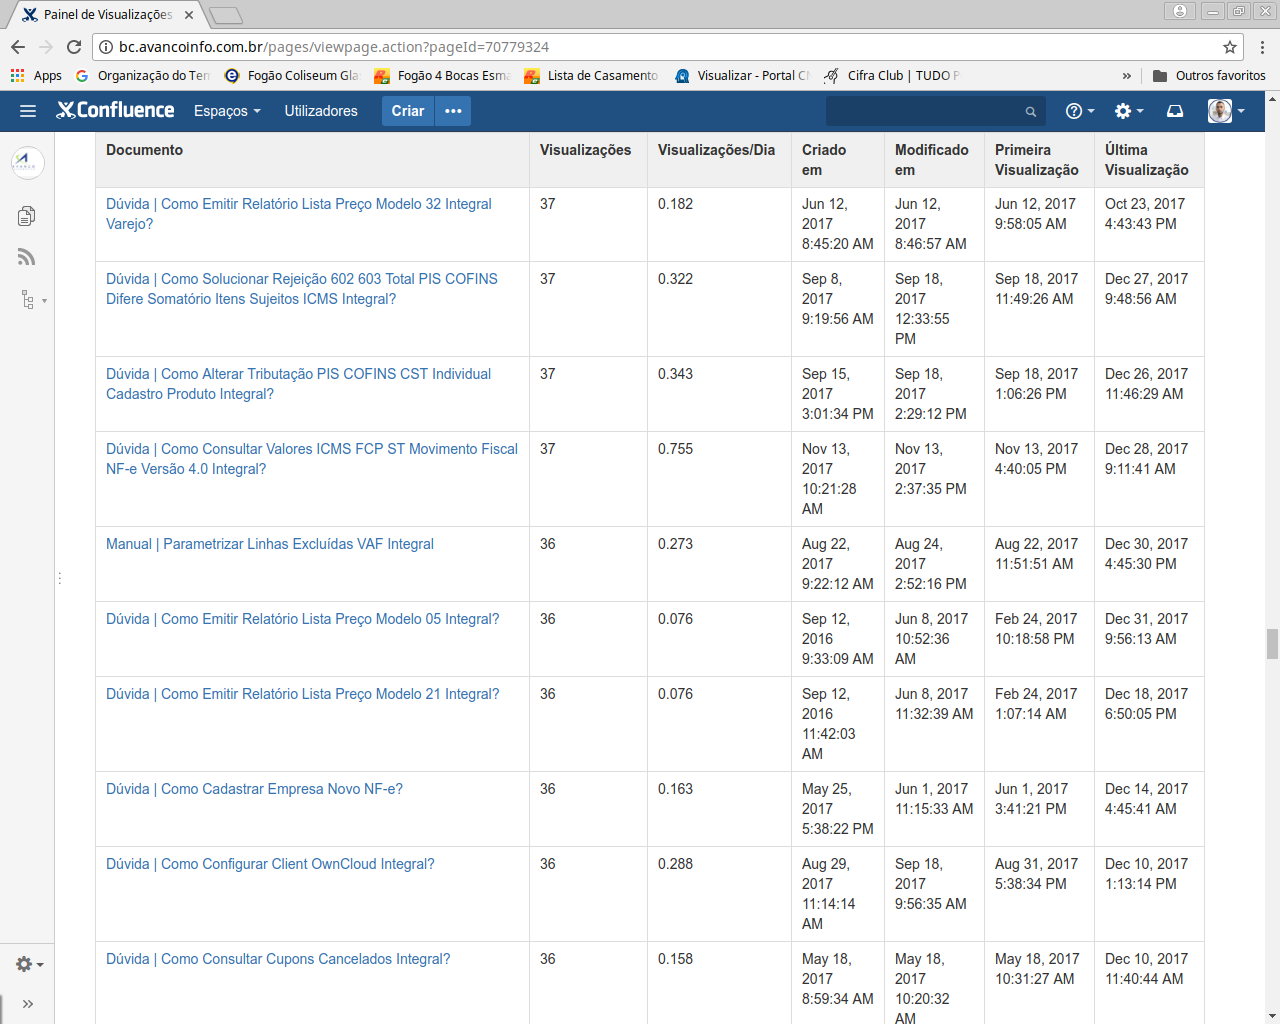 Painel de Visualizações
bc.avancoinfo.com.br/pages/viewpage.action?pageId=70779324
Apps Organização do Ter Fogão Coliseum Gla Fogão 4 Bocas Esma Lista de Casamento Visualizar - Portal C Cifra Club | TUDO » Outros favoritos
Confluence Espaços Utilizadores Criar •••
Documento Visualizações Visualizações/Dia Criado em Modificado em Primeira Visualização Última Visualização
Dúvida | Como Emitir Relatório Lista Preço Modelo 32 Integral
Varejo?
37
0.182
Jun 12,
2017
8:45:20 AM
Jun 12,
2017
8:46:57 AM
Jun 12, 2017
9:58:05 AM
Oct 23, 2017
4:43:43 PM
Dúvida | Como Solucionar Rejeição 602 603 Total PIS COFINS
Difere Somatório Itens Sujeitos ICMS Integral?
37
0.322
Sep 8,
2017
9:19:56 AM
Sep 18,
2017
12:33:55
PM
Sep 18, 2017
11:49:26 AM
Dec 27, 2017
9:48:56 AM
Dúvida | Como Alterar Tributação PIS COFINS CST Individual
Cadastro Produto Integral?
37
0.343
Sep 15,
2017
3:01:34 PM
Sep 18,
2017
2:29:12 PM
Sep 18, 2017
1:06:26 PM
Dec 26, 2017
11:46:29 AM
Dúvida | Como Consultar Valores ICMS FCP ST Movimento Fiscal
NF-e Versão 4.0 Integral?
37
0.755
Nov 13,
2017
10:21:28
AM
Nov 13,
2017
2:37:35 PM
Nov 13, 2017
4:40:05 PM
Dec 28, 2017
9:11:41 AM
Manual | Parametrizar Linhas Excluídas VAF Integral
36
0.273
Aug 22,
2017
9:22:12 AM
Aug 24,
2017
2:52:16 PM
Aug 22, 2017
11:51:51 AM
Dec 30, 2017
4:45:30 PM
Dúvida | Como Emitir Relatório Lista Preço Modelo 05 Integral?
36
0.076
Sep 12,
2016
9:33:09 AM
Jun 8, 2017
10:52:36
AM
Feb 24, 2017
10:18:58 PM
Dec 31, 2017
9:56:13 AM
Dúvida | Como Emitir Relatório Lista Preço Modelo 21 Integral?
36
0.076
Sep 12,
2016
11:42:03
AM
Jun 8, 2017
11:32:39 AM
Feb 24, 2017
1:07:14 AM
Dec 18, 2017
6:50:05 PM
Dúvida | Como Cadastrar Empresa Novo NF-e?
36
0.163
May 25,
2017
5:38:22 PM
Jun 1, 2017
11:15:33 AM
Jun 1, 2017
3:41:21 PM
Dec 14, 2017
4:45:41 AM
Dúvida | Como Configurar Client OwnCloud Integral?
36
0.288
Aug 29,
2017
11:14:14
AM
Sep 18,
2017
9:56:35 AM
Aug 31, 2017
5:38:34 PM
Dec 10, 2017
1:13:14 PM
Dúvida | Como Consultar Cupons Cancelados Integral?
36
0.158
May 18,
2017
8:59:34 AM
May 18,
2017
10:20:32
AM
May 18, 2017
10:31:27 AM
Dec 10, 2017
11:40:44 AM